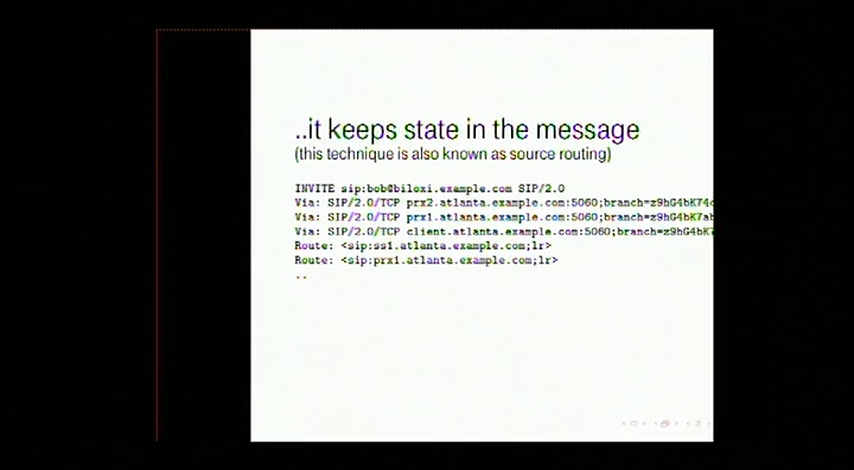 ..it keeps state in the message
(this technique is also known as source routing)
INVITE sip:bob@biloxi.example.com SIP/2.0
Via: SIP/2.0/TCP prx2.atlanta.example.com:5060;branch=z9hG4bK74
Via: SIP/2.0/TCP prx1.atlanta.example.com:5060;branch=z9hG4bK7ab
Via: SIP/2.0/TCP client.atlanta.example.com:5060;branch=z9hG4bK
Route: <sip:ss1.atlanta.example.com;lr>
Route: <sip:prx1.atlanta.example.com;lr>
..